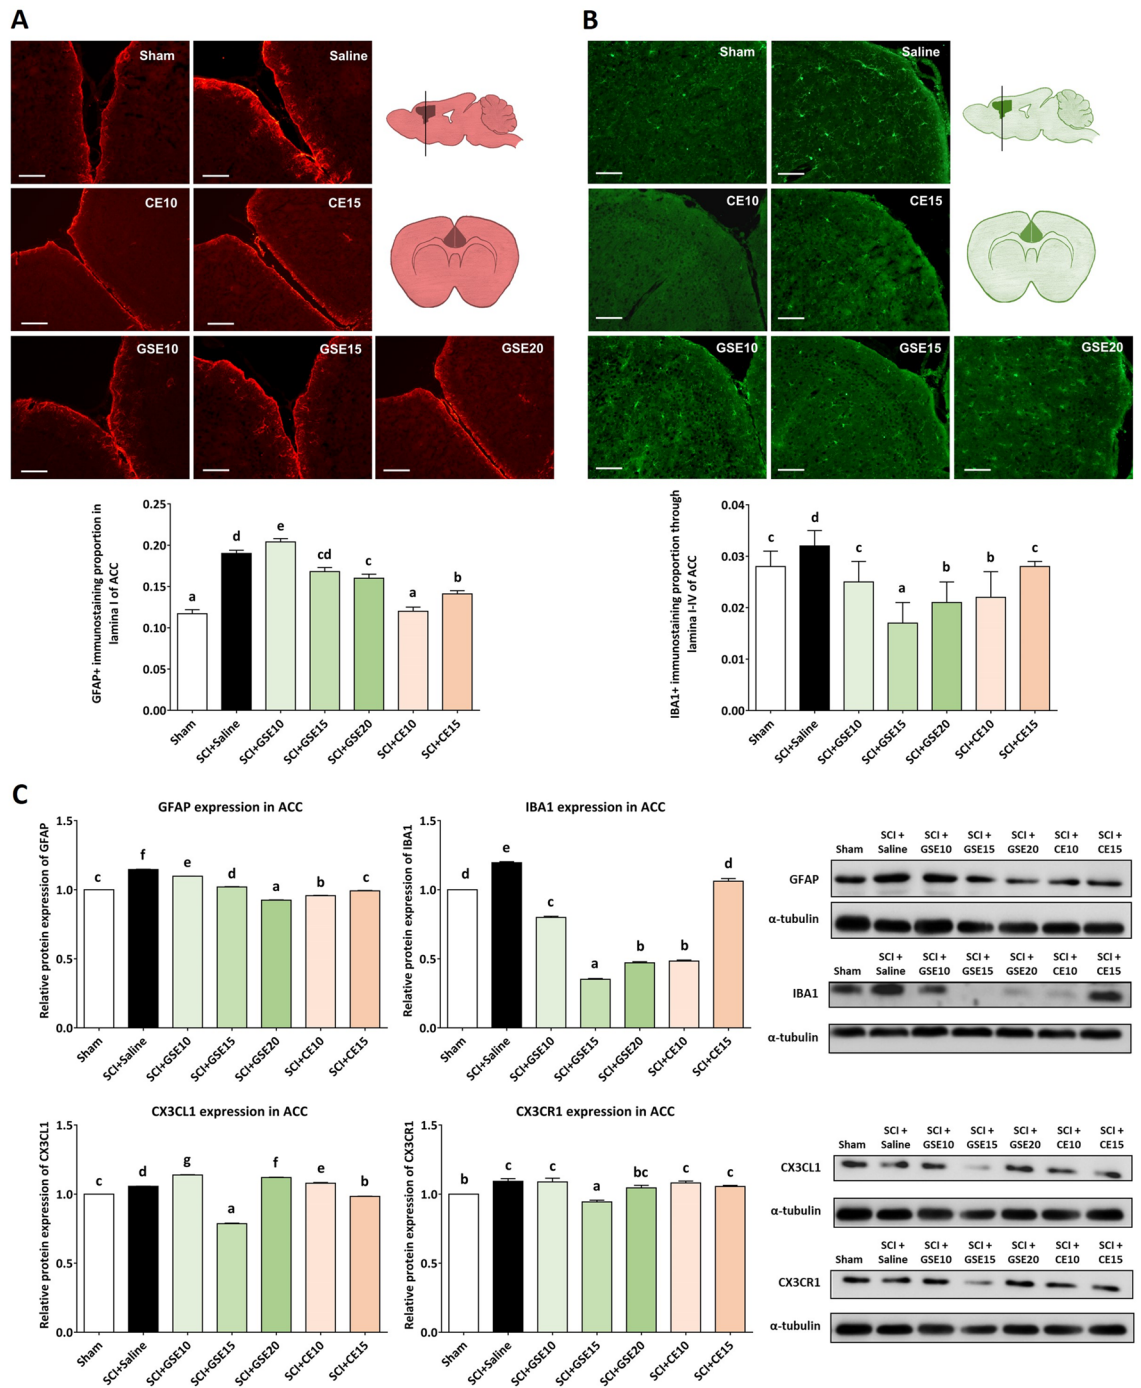 A
B
Sham
Saline
CE10
CE15
GSE10
GSE15
GSE20
Sham
Saline
CE10
CE15
GSE10
GSE15
GSE20
GFAP+ immunostaining proportion in
lamina I of ACC
0.25
0.20
0.15
0.10
0.05
0.00
a
d
e
cd
c
a
b
Sham
SCI+Saline
SCI+GSE10
SCI+GSE15
SCI+GSE20
SCI+CE10
SCI+CE15
IBA1+ immunostaining proportion through
lamina I-IV of ACC
0.04
0.03
0.02
0.01
0.00
c
d
c
a
b
b
c
Sham
SCI+Saline
SCI+GSE10
SCI+GSE15
SCI+GSE20
SCI+CE10
SCI+CE15
C
GFAP expression in ACC
Relative protein expression of GFAP
1.5
1.0
0.5
0.0
c
f
e
d
a
b
c
Sham
SCI+Saline
SCI+GSE10
SCI+GSE15
SCI+GSE20
SCI+CE10
SCI+CE15
IBA1 expression in ACC
Relative protein expression of IBA1
1.5
1.0
0.5
0.0
d
e
c
a
b
b
d
Sham
SCI+Saline
SCI+GSE10
SCI+GSE15
SCI+GSE20
SCI+CE10
SCI+CE15
SCI + SCI + SCI + SCI + SCI + SCI +
Sham Saline GSE10 GSE15 GSE20 CE10 CE15
GFAP
α-tubulin
SCI + SCI + SCI + SCI + SCI + SCI +
Sham Saline GSE10 GSE15 GSE20 CE10 CE15
IBA1
α-tubulin
CX3CL1 expression in ACC
Relative protein expression of CX3CL1
1.5
1.0
0.5
0.0
c
d
g
a
f
e
b
Sham
SCI+Saline
SCI+GSE10
SCI+GSE15
SCI+GSE20
SCI+CE10
SCI+CE15
CX3CR1 expression in ACC
Relative protein expression of CX3CR1
1.5
1.0
0.5
0.0
b
c
c
a
bc
c
c
Sham
SCI+Saline
SCI+GSE10
SCI+GSE15
SCI+GSE20
SCI+CE10
SCI+CE15
SCI + SCI + SCI + SCI + SCI + SCI +
Sham Saline GSE10 GSE15 GSE20 CE10 CE15
CX3CL1
α-tubulin
SCI + SCI + SCI + SCI + SCI + SCI +
Sham Saline GSE10 GSE15 GSE20 CE10 CE15
CX3CR1
α-tubulin